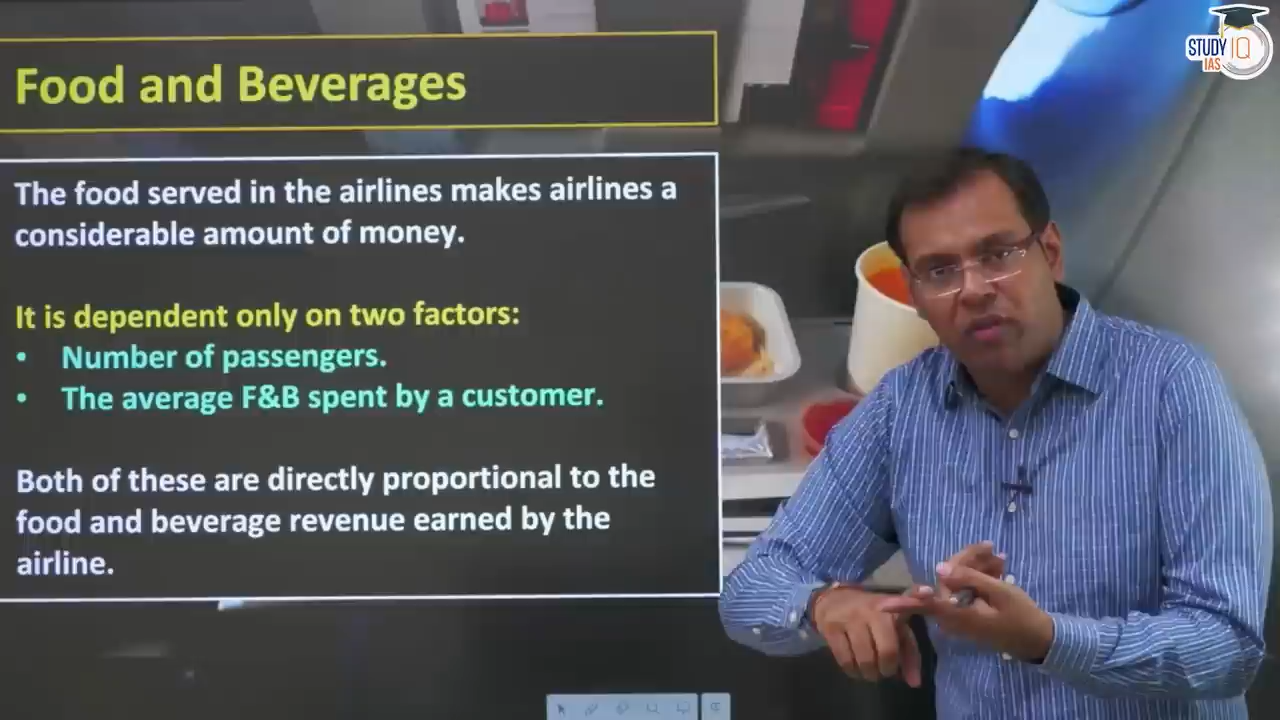 STUDY IQ
IAS
Food and Beverages
The food served in the airlines makes airlines a
considerable amount of money.
It is dependent only on two factors:
• Number of passengers.
• The average F&B spent by a customer.
Both of these are directly proportional to the
food and beverage revenue earned by the
airline.